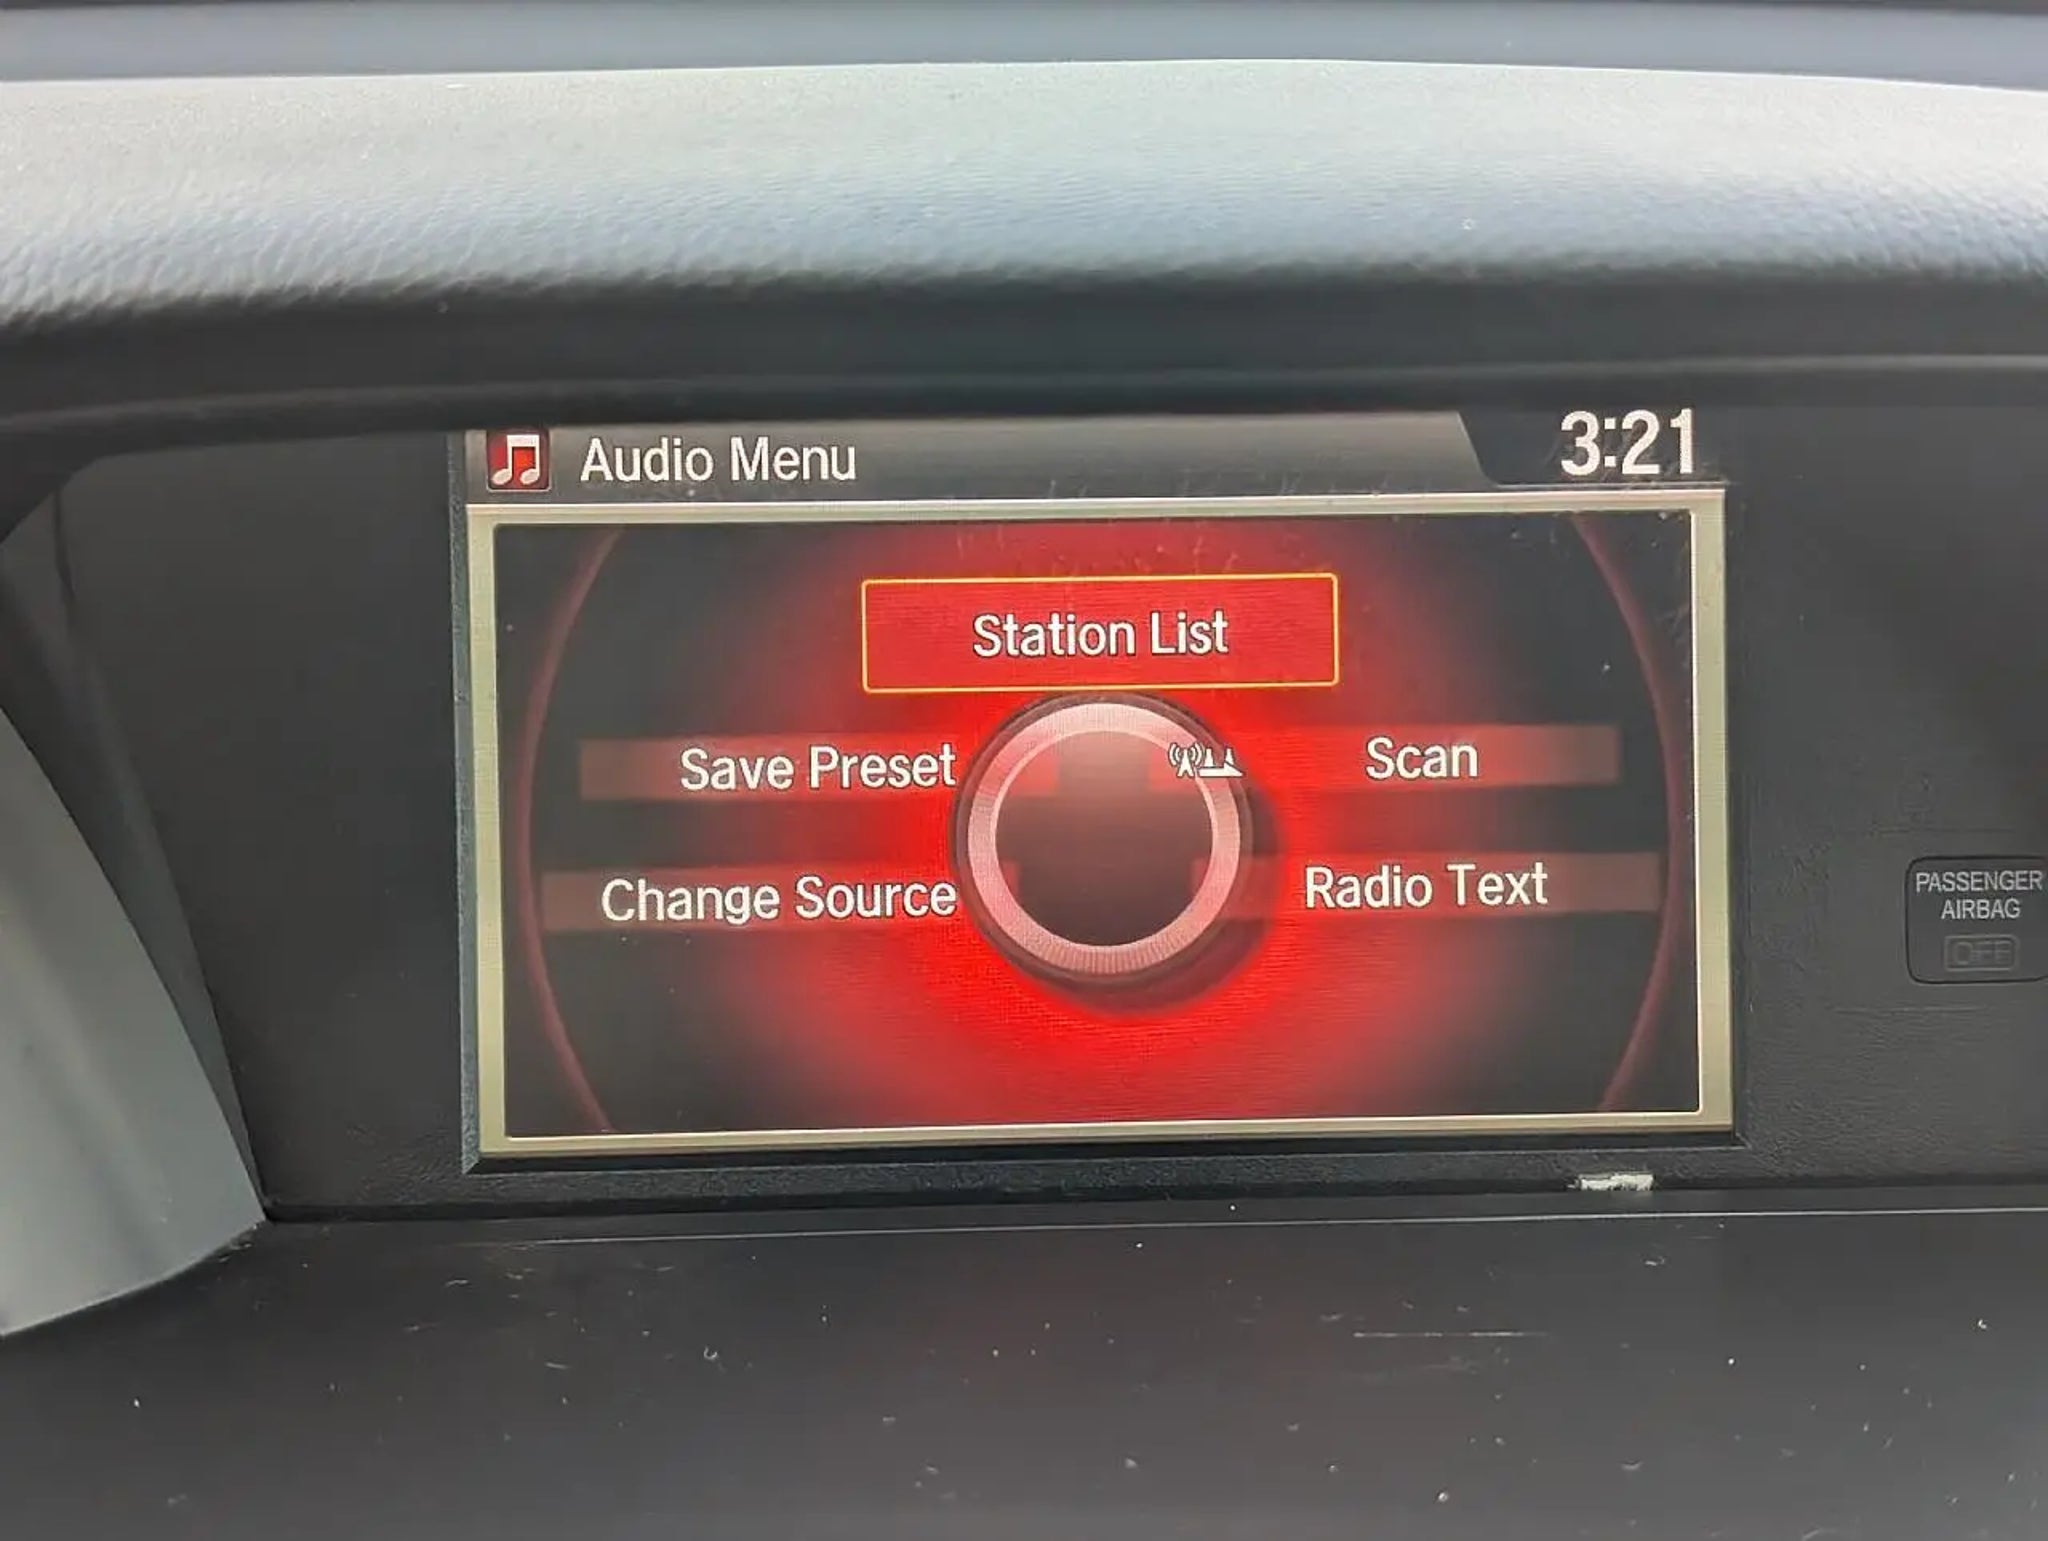 Audio Menu
3:21
Station List
Save Preset
Scan
Change Source
Radio Text
PASSENGER
AIRBAG
OFF